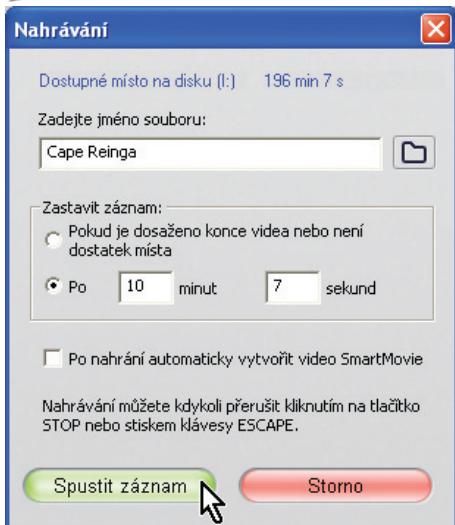 Nahrávání
Dostupné místo na disku (I:) 196 min 7 s
Zadejte jméno souboru:
Cape Reinga
Zastavit záznam:
Pokud je dosaženo konce videa nebo není
dostatek místa
Po 10 minut 7 sekund
Po nahrání automaticky vytvořit video SmartMovie
Nahrávání můžete kdykoli přerušit kliknutím na tlačítko
STOP nebo stiskem klávesy ESCAPE.
Spustit záznam Storno